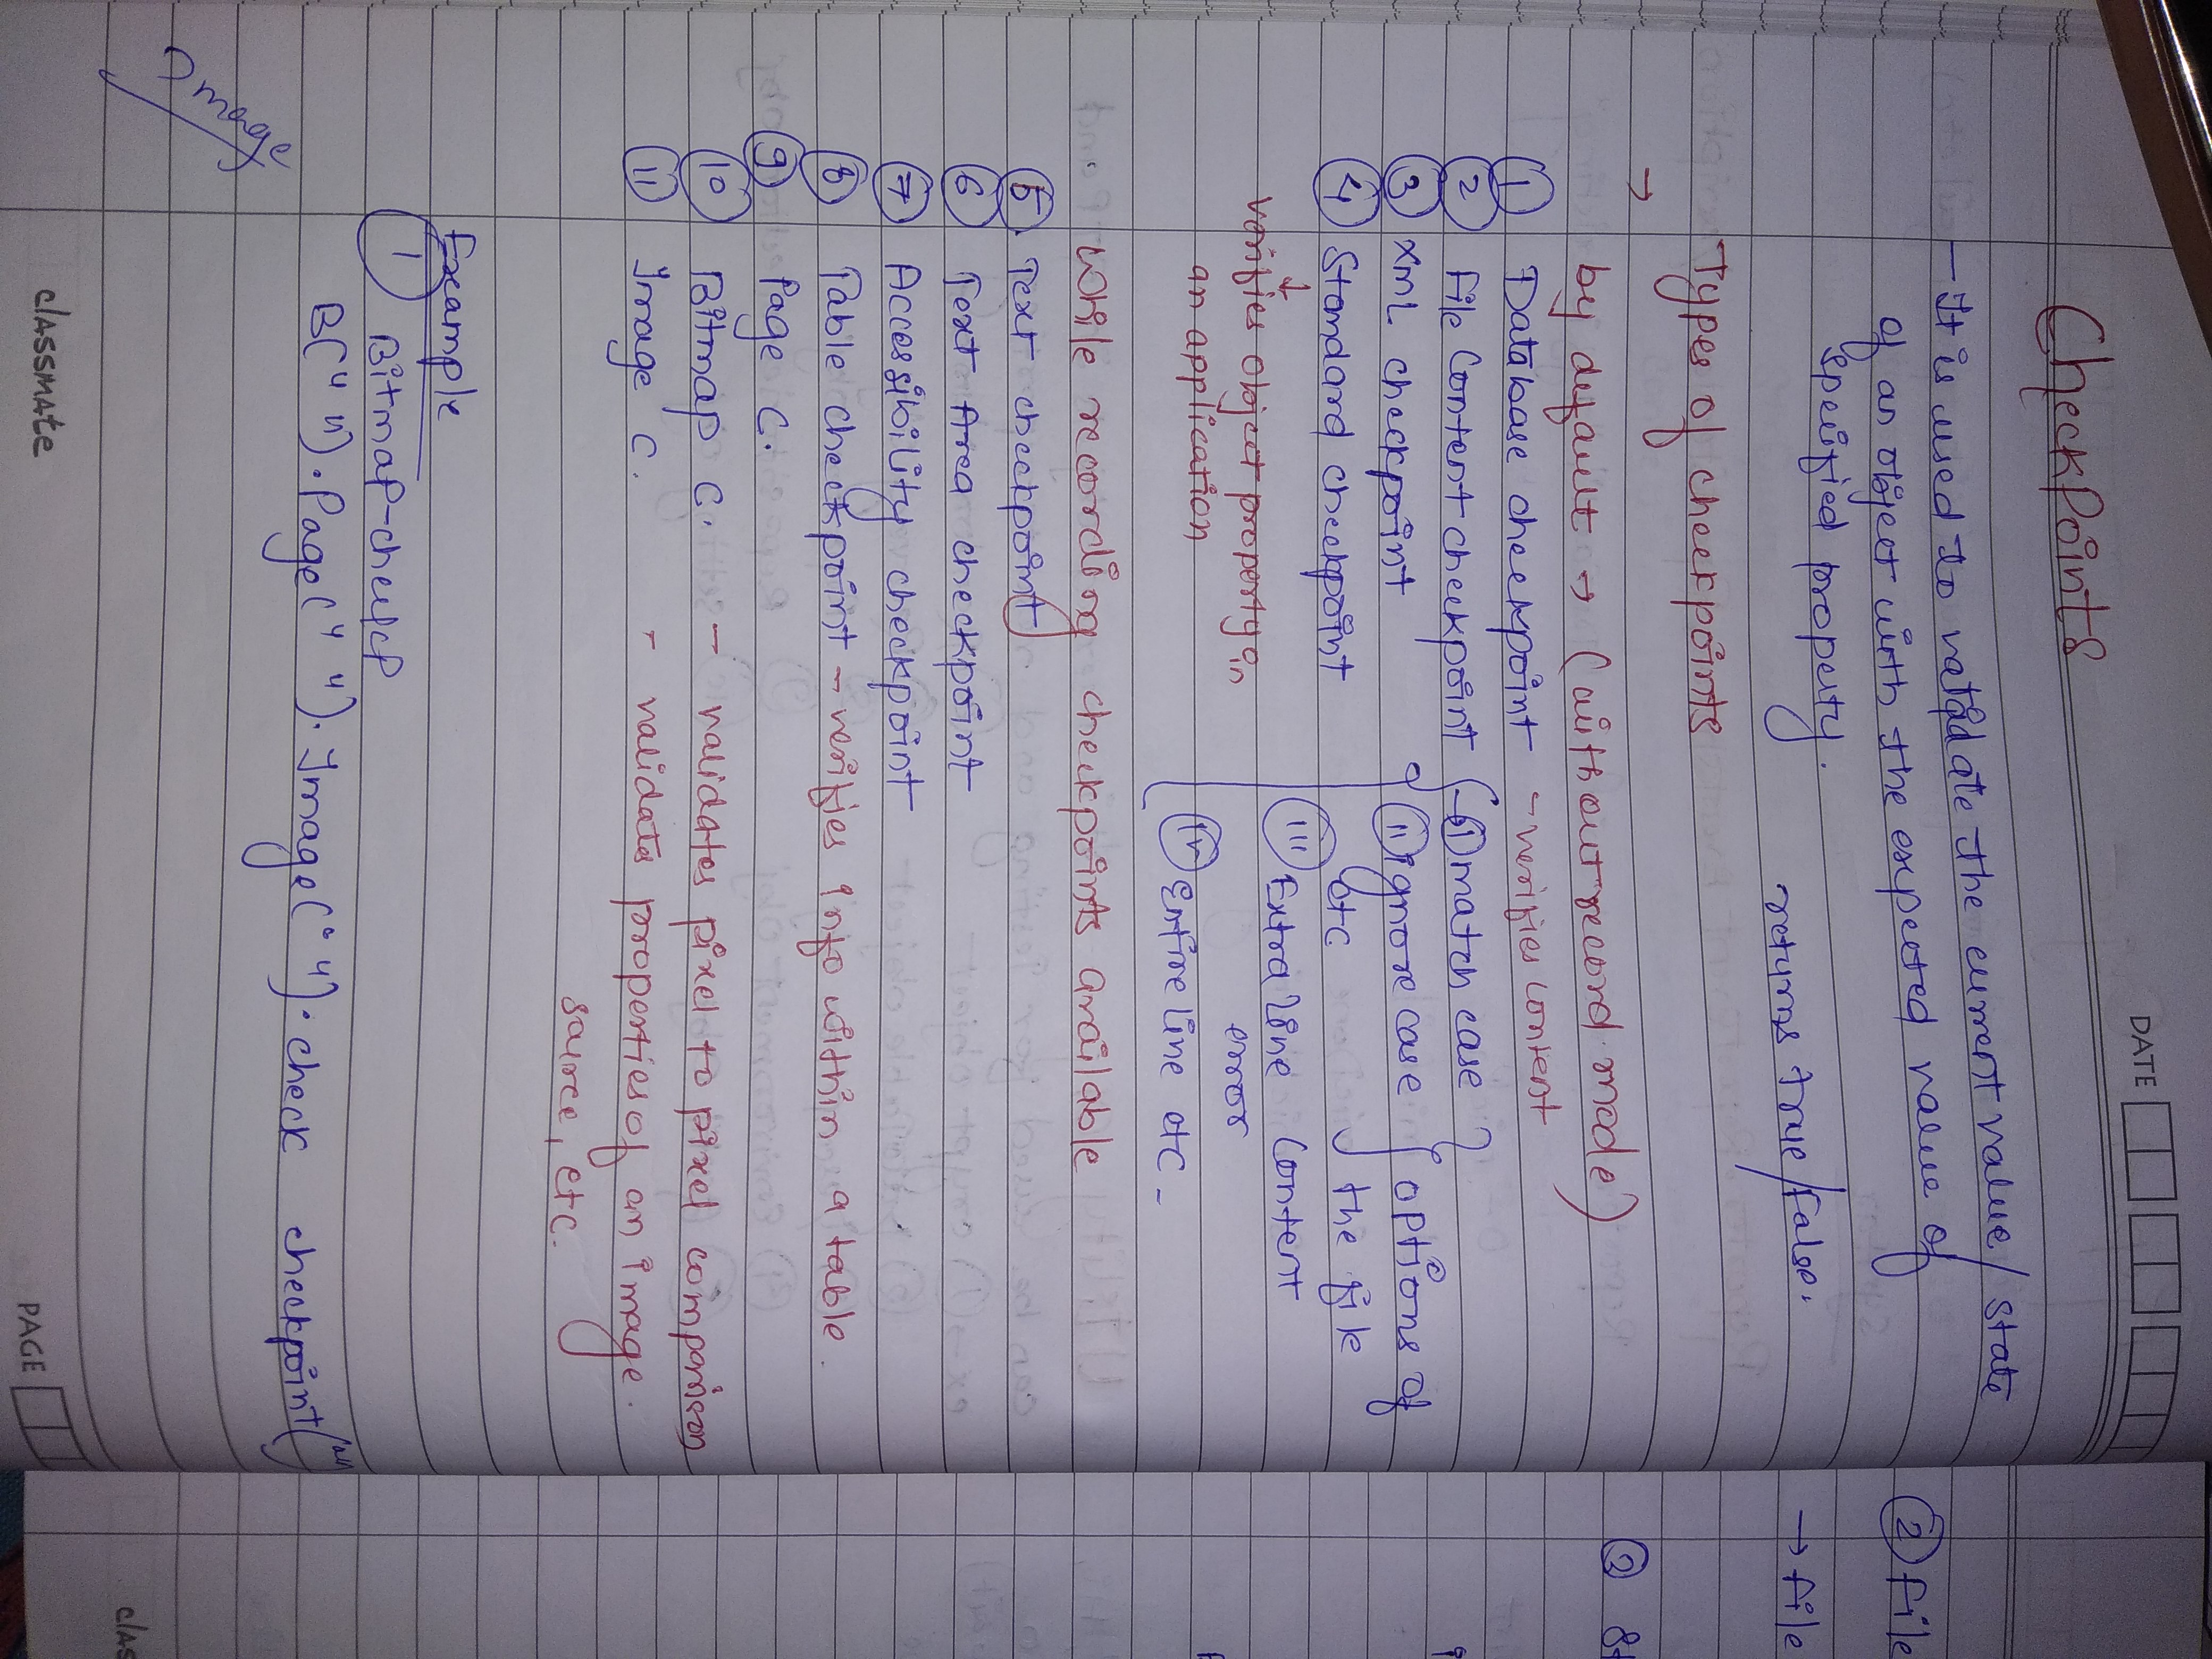 DATE
CheckPoints
- It is used to validate the current value / state
of an object with the expected value of
specified property.
returns True / False.
→ Types of checkpoints
by default → (without record mode)
① Database checkpoint - verifies content
② File Content checkpoint
(i) match case
③ XML checkpoint
(ii) ignore case
options of
④ Standard checkpoint
etc
the file
verifies object property in
(iii) Extra line Content
an application
error
(iv) entire line etc -
While recording checkpoints available
⑤ Text checkpoint
⑥ Text Area checkpoint
⑦ Accessibility checkpoint
⑧ Table checkpoint - verifies info within a table.
⑨ Page C.
⑩ Bitmap C. - validates pixel to pixel comparison
⑪ Image C. - validate properties of an image.
source, etc.
Example
① Bitmap-checkp
B(" "). Page(" "). Image(" "). check checkpoint(" ")
Image
C
classmate
PAGE
② File
→ file
②
clas